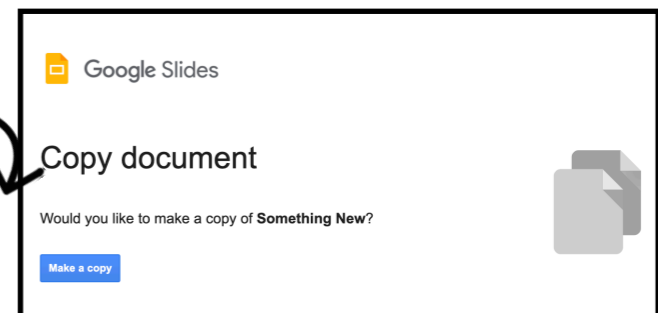 Google Slides
Copy document
Would you like to make a copy of Something New?
Make a copy